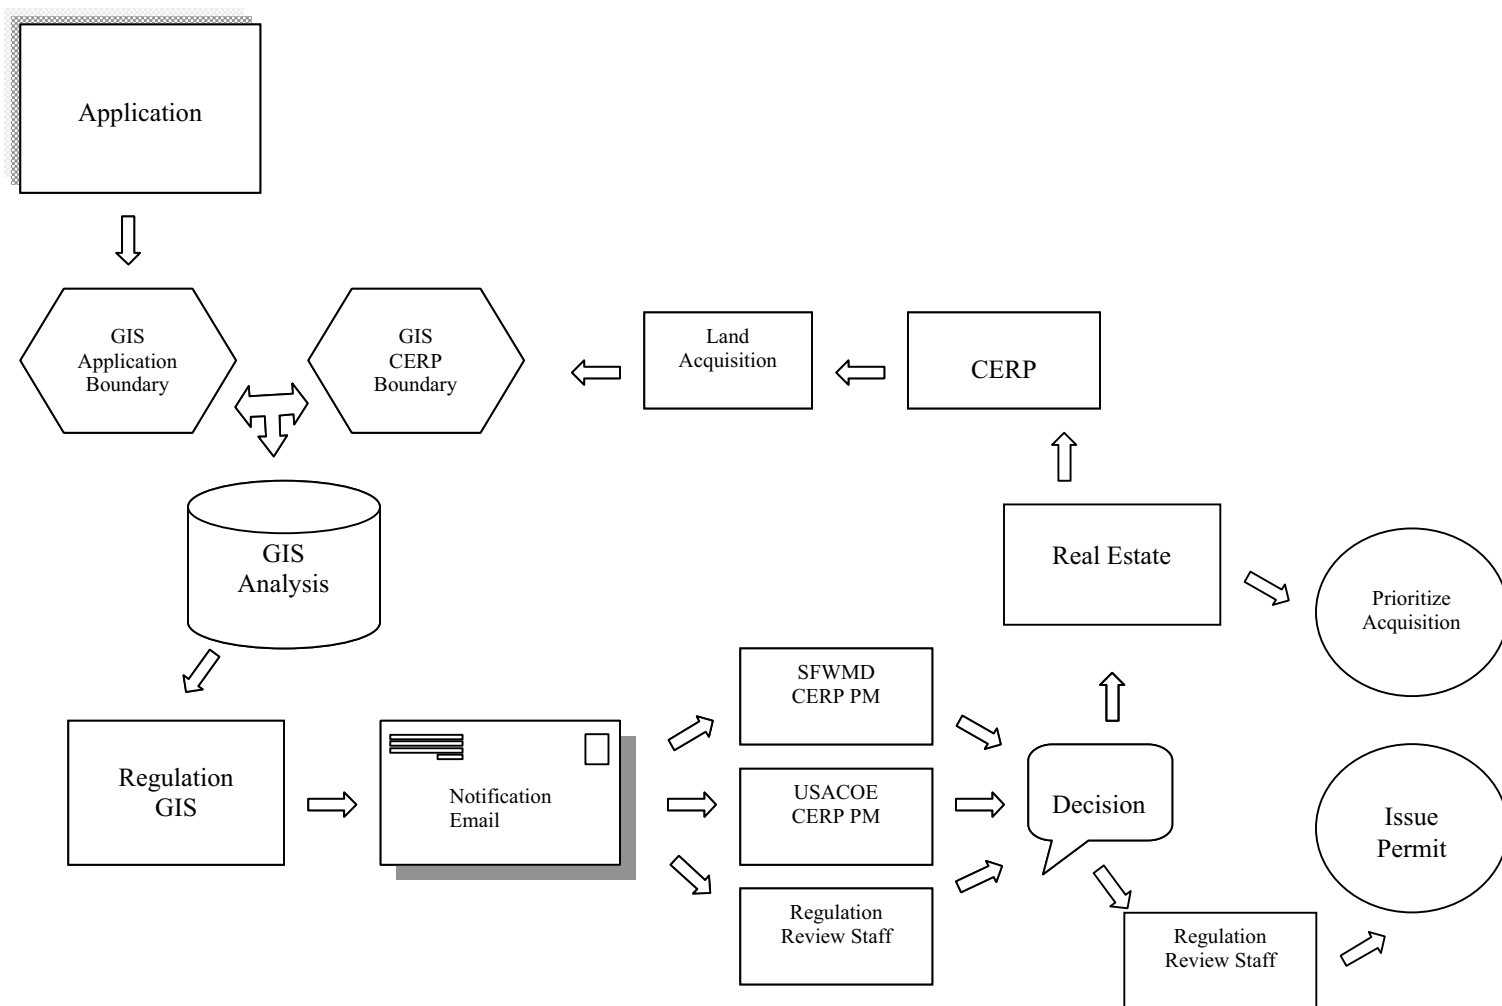 Application
GIS
Application
Boundary
GIS
CERP
Boundary
Land
Acquisition
CERP
GIS
Analysis
Real Estate
Prioritize
Acquisition
Regulation
GIS
Notification
Email
SFWMD
CERP PM
USACOE
CERP PM
Regulation
Review Staff
Decision
Issue
Permit
Regulation
Review Staff